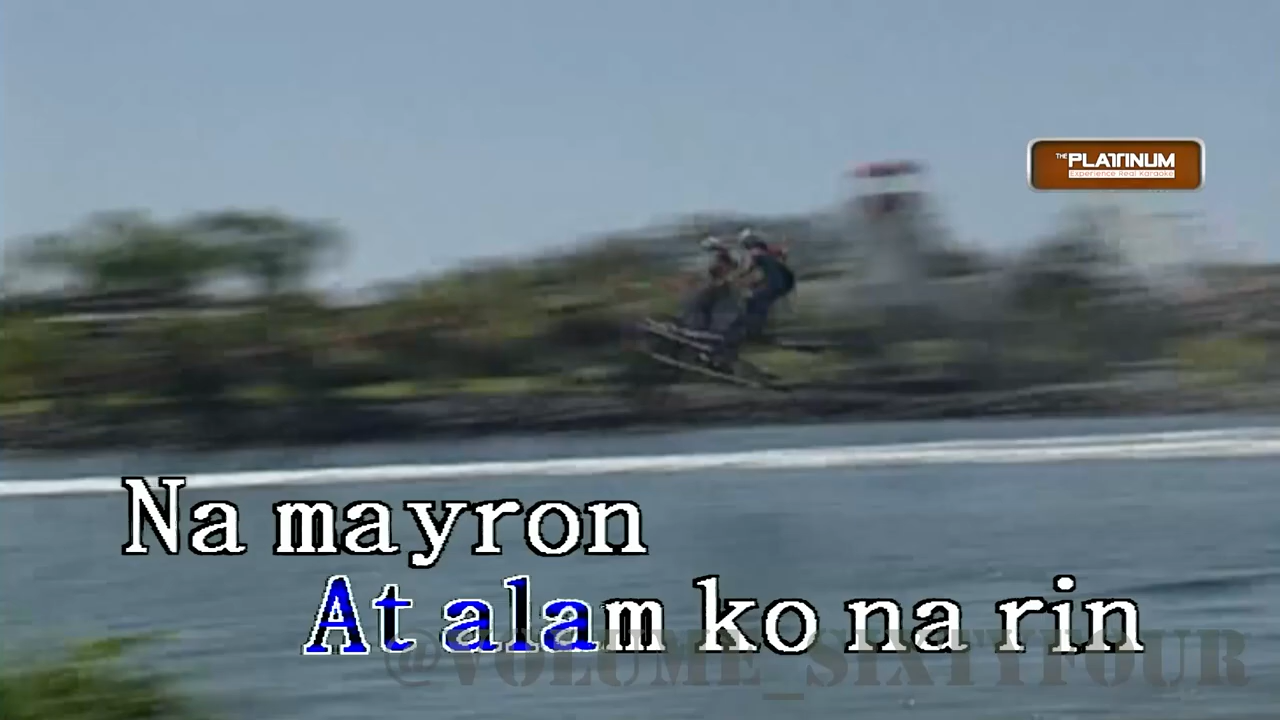 THE PLATINUM
Experience Real Karaoke
Na mayron
At alam ko na rin
@VOLUME_SIXTYFOUR